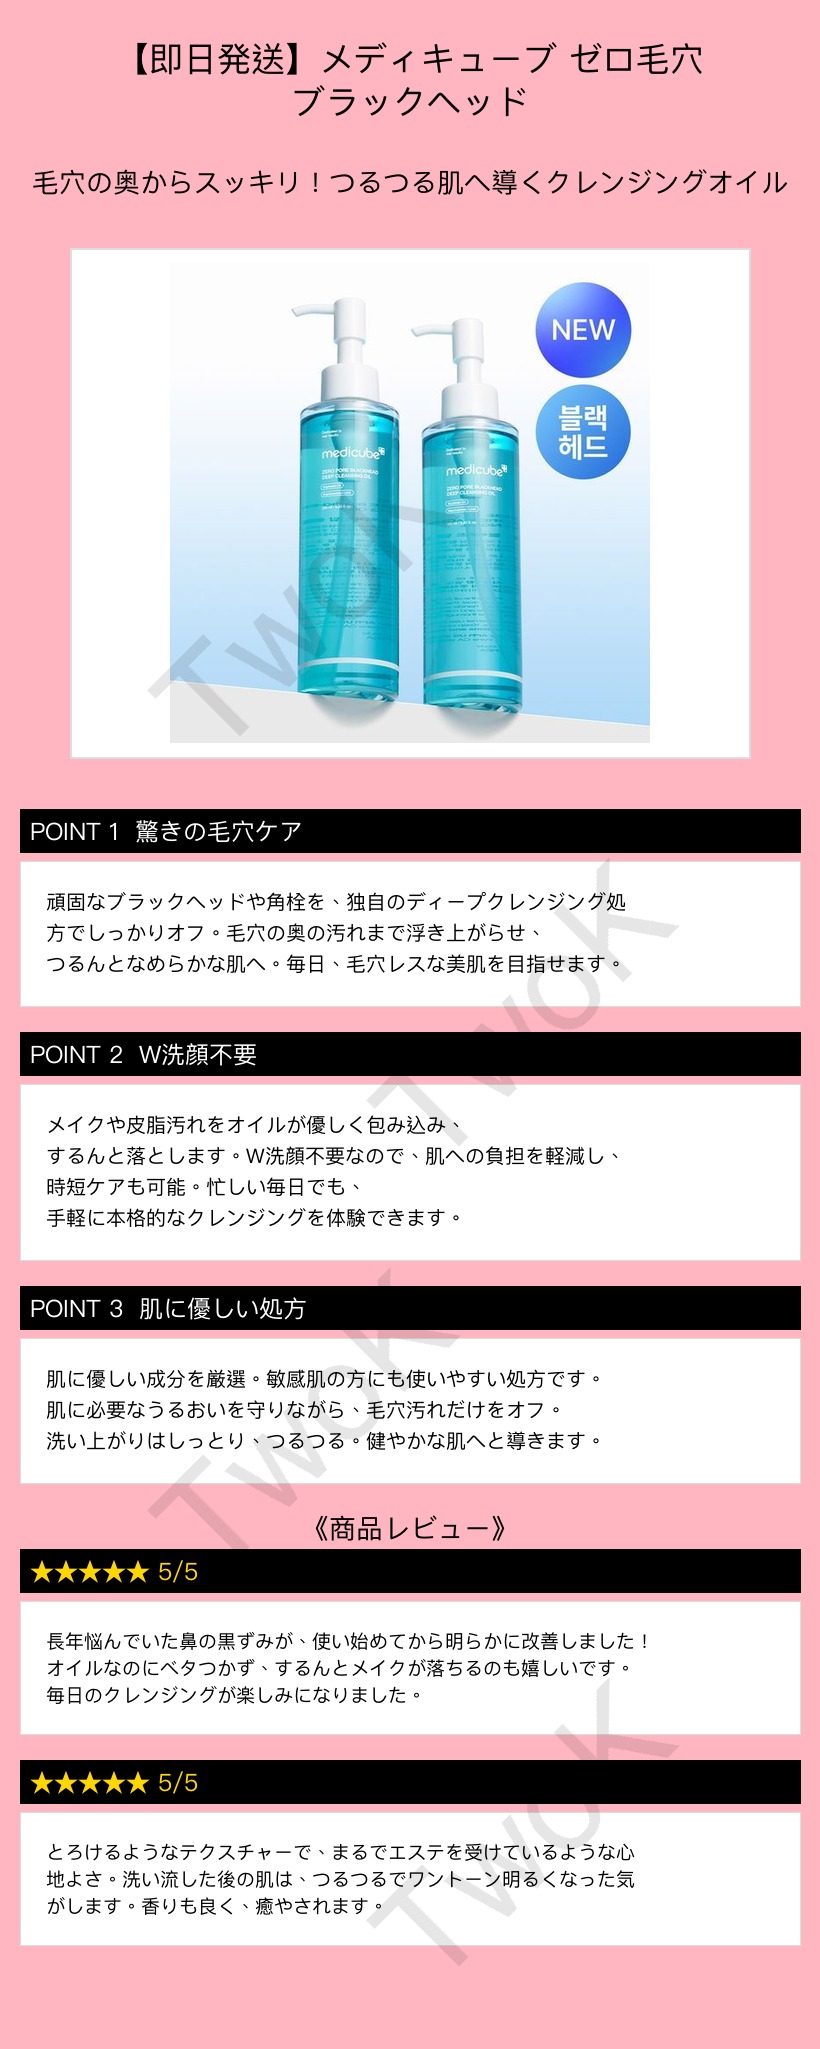 【即日発送】メディキューブ ゼロ毛穴
ブラックヘッド
毛穴の奥からスッキリ！つるつる肌へ導くクレンジングオイル
NEW
블랙
헤드
medicube
ZERO PORE BLACKHEAD
DEEP CLEANSING OIL
medicube
ZERO PORE BLACKHEAD
DEEP CLEANSING OIL
TwoK
POINT 1 驚きの毛穴ケア
頑固なブラックヘッドや角栓を、独自のディープクレンジング処
方でしっかりオフ。毛穴の奥の汚れまで浮き上がらせ、
つるんとなめらかな肌へ。毎日、毛穴レスな美肌を目指せます。
TwoK
POINT 2 W洗顔不要
メイクや皮脂汚れをオイルが優しく包み込み、
するんと落とします。W洗顔不要なので、肌への負担を軽減し、
時短ケアも可能。忙しい毎日でも、
手軽に本格的なクレンジングを体験できます。
POINT 3 肌に優しい処方
肌に優しい成分を厳選。敏感肌の方にも使いやすい処方です。
肌に必要なうるおいを守りながら、毛穴汚れだけをオフ。
洗い上がりはしっとり、つるつる。健やかな肌へと導きます。
TwoK
《商品レビュー》
★★★★★ 5/5
長年悩んでいた鼻の黒ずみが、使い始めてから明らかに改善しました！
オイルなのにベタつかず、するんとメイクが落ちるのも嬉しいです。
毎日のクレンジングが楽しみになりました。
★★★★★ 5/5
とろけるようなテクスチャーで、まるでエステを受けているような心
地よさ。洗い流した後の肌は、つるつるでワントーン明るくなった気
がします。香りも良く、癒やされます。
TwoK